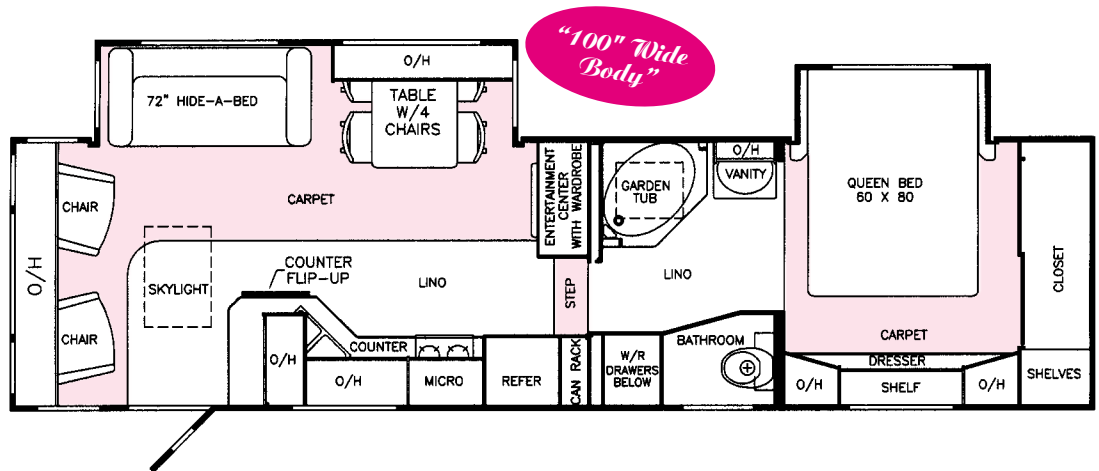 “100" Wide
Body”
O/H
72" HIDE-A-BED
TABLE
W/4
CHAIRS
CHAIR
CARPET
ENTERTAINMENT
CENTER
WITH WARDROBE
GARDEN
TUB
O/H
VANITY
QUEEN BED
60 X 80
CLOSET
O/H
SKYLIGHT
COUNTER
FLIP-UP
LINO
STEP
LINO
CHAIR
O/H
COUNTER
O/H
MICRO
REFER
CAN RACK
W/R
DRAWERS
BELOW
BATHROOM
CARPET
DRESSER
O/H
SHELF
O/H
SHELVES